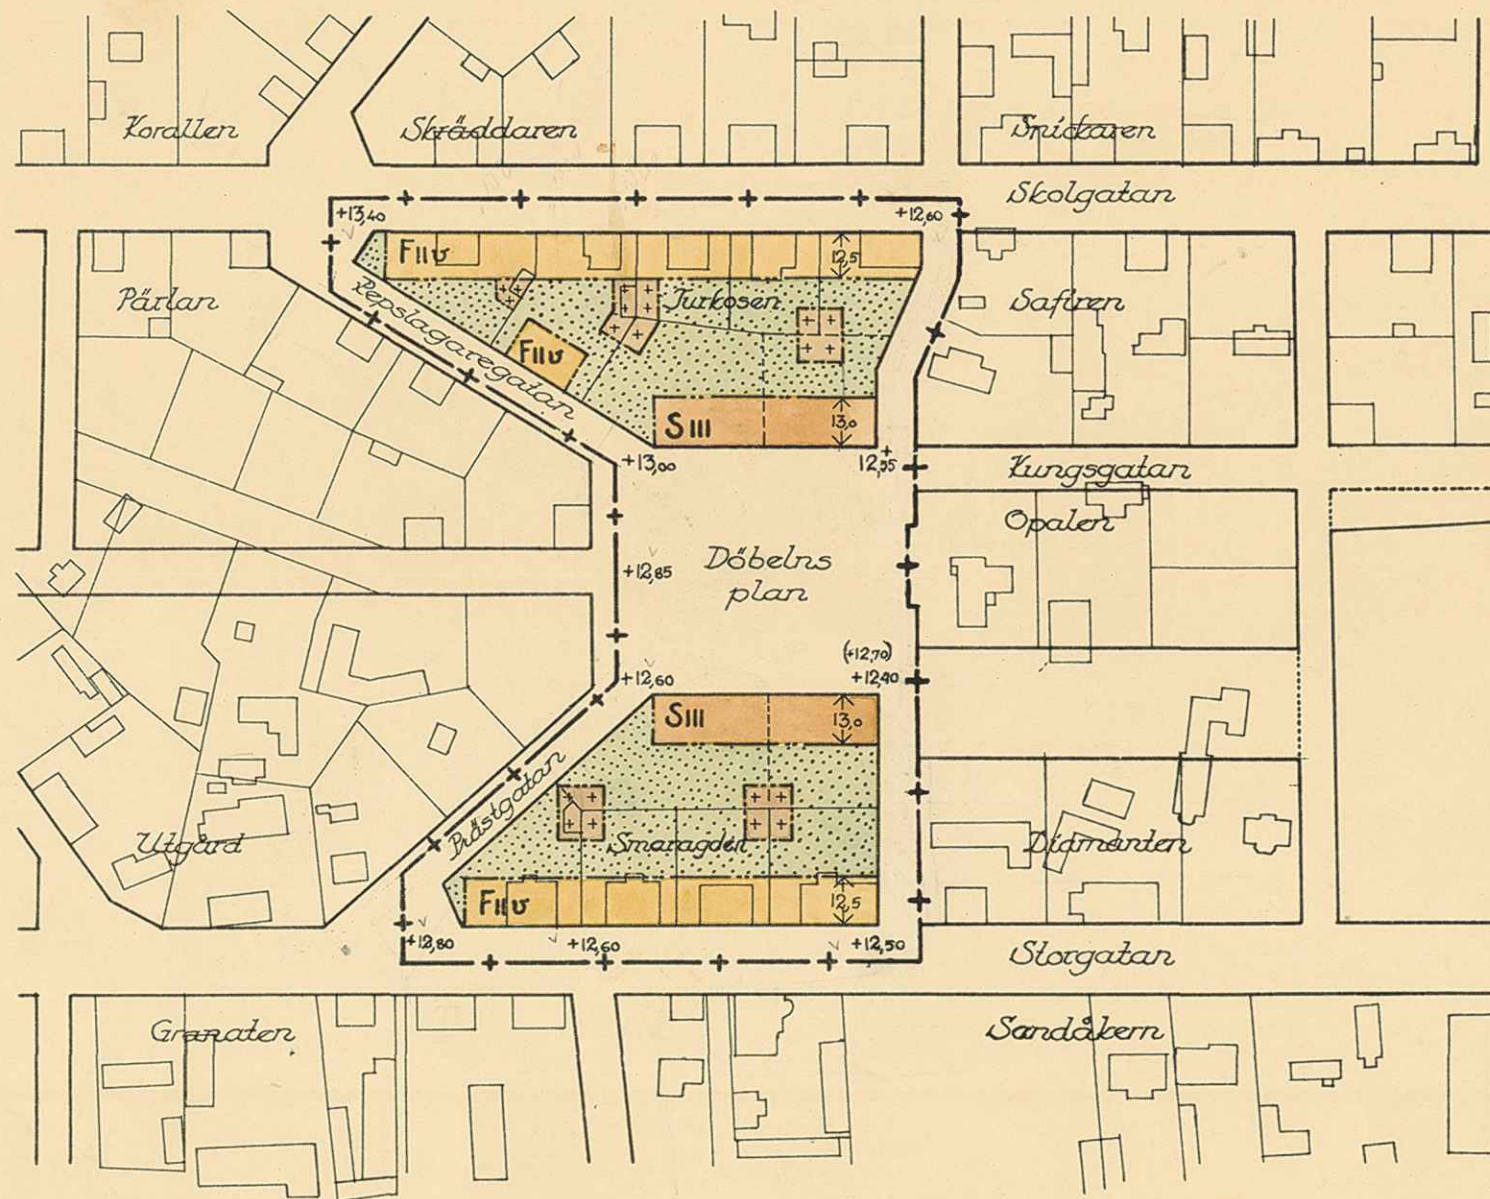 Korallen
Skräddaren
Snickaren
Skolgatan
+13,40
+12,60
FIIv
12,5
Pärlan
Turkosen
Safiren
Repslagaregatan
FIIv
SIII
13,0
+13,00
+
12,55
Kungsgatan
Opalen
Döbelns
plan
+12,85
(+12,70)
+12,60
+12,40
SIII
13,0
Prästgatan
Utgård
Smaragden
Diamanten
FIIv
12,5
+12,80
+12,60
+12,50
Storgatan
Granaten
Sandåkern